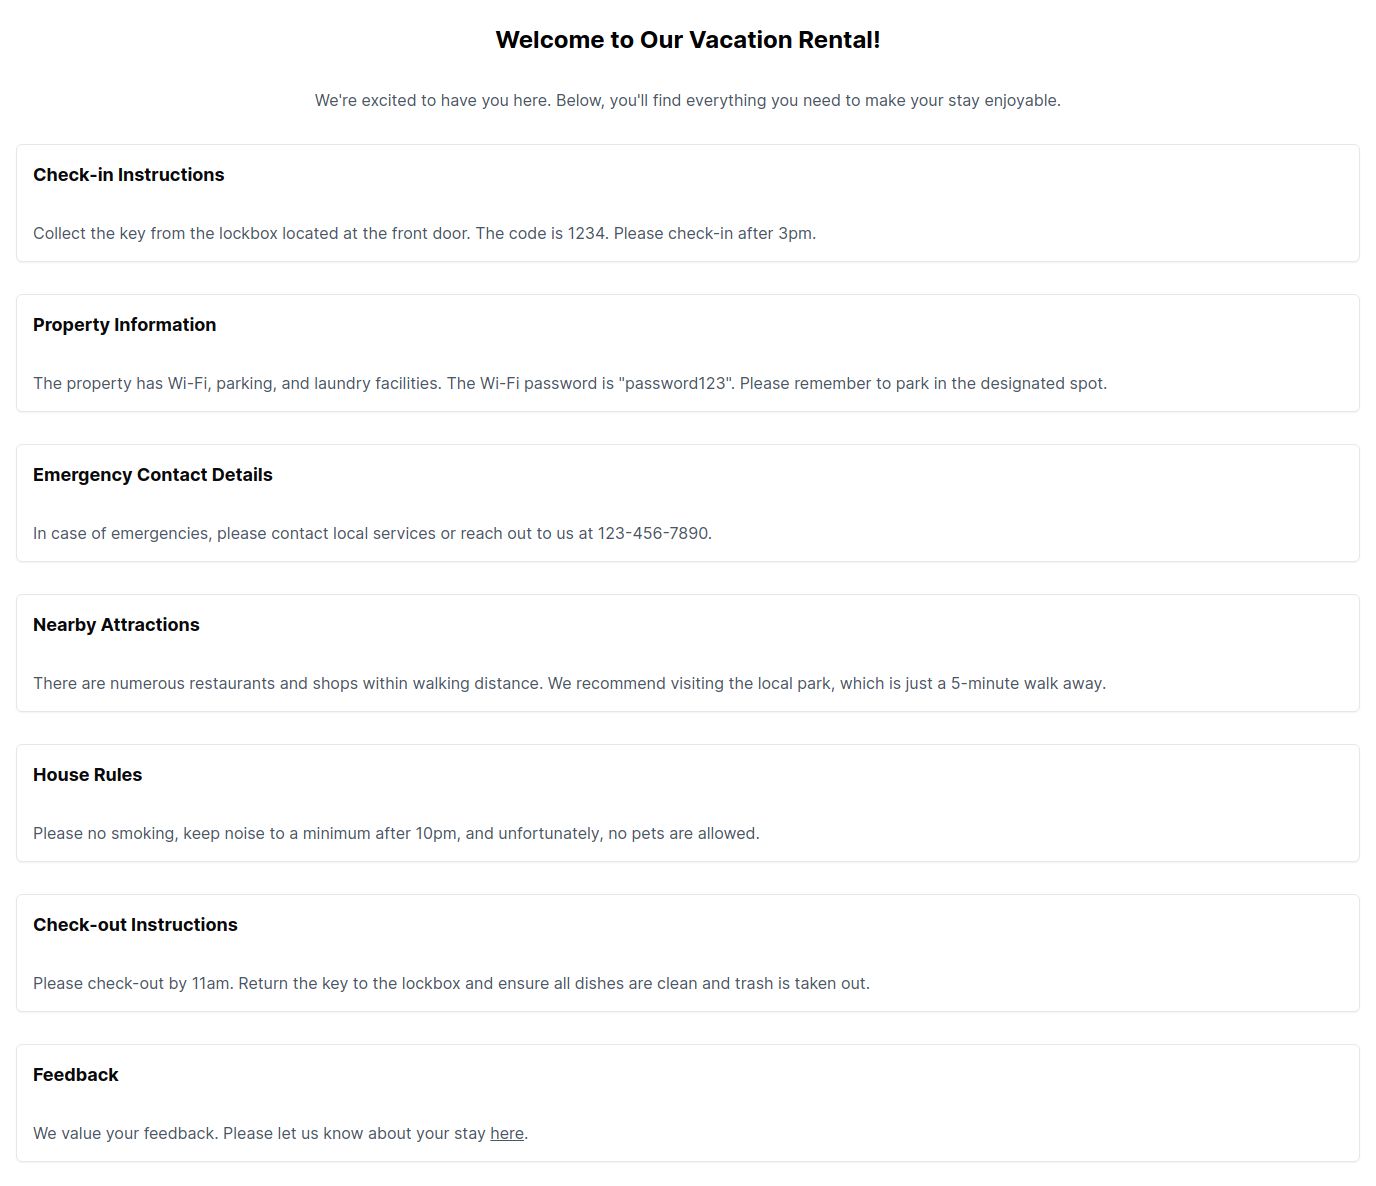 Welcome to Our Vacation Rental!
We're excited to have you here. Below, you'll find everything you need to make your stay enjoyable.
Check-in Instructions
Collect the key from the lockbox located at the front door. The code is 1234. Please check-in after 3pm.
Property Information
The property has Wi-Fi, parking, and laundry facilities. The Wi-Fi password is "password123". Please remember to park in the designated spot.
Emergency Contact Details
In case of emergencies, please contact local services or reach out to us at 123-456-7890.
Nearby Attractions
There are numerous restaurants and shops within walking distance. We recommend visiting the local park, which is just a 5-minute walk away.
House Rules
Please no smoking, keep noise to a minimum after 10pm, and unfortunately, no pets are allowed.
Check-out Instructions
Please check-out by 11am. Return the key to the lockbox and ensure all dishes are clean and trash is taken out.
Feedback
We value your feedback. Please let us know about your stay here.